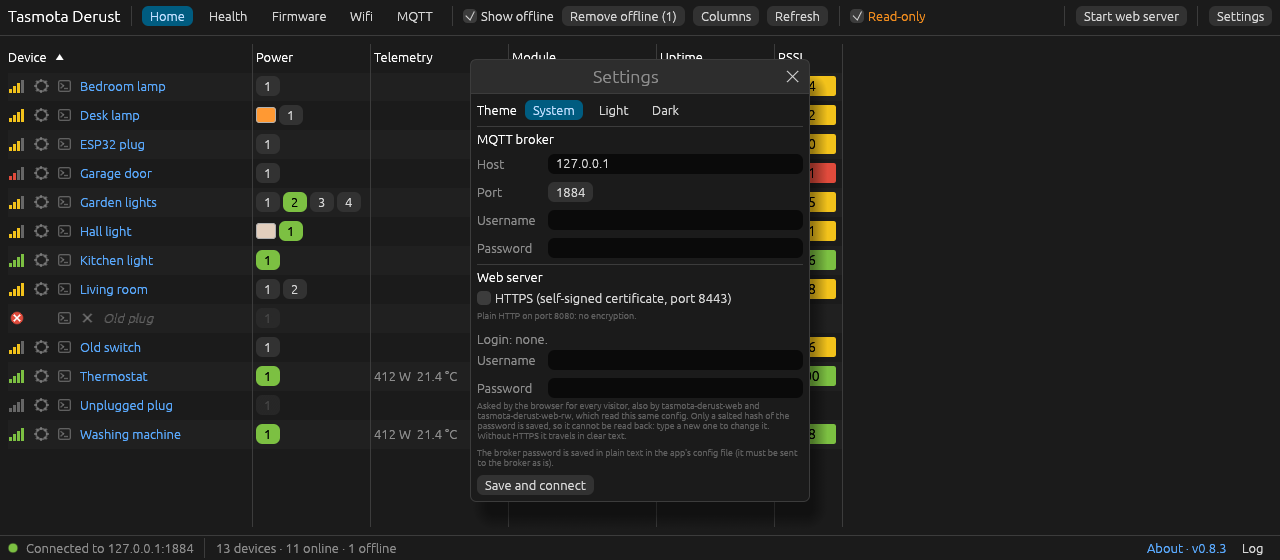 Tasmota Derust Home Health Firmware Wifi MQTT Show offline Remove offline (1) Columns Refresh Read-only Start web server Settings
Device Power Telemetry Module Uptime RSSI
Bedroom lamp 1
Desk lamp 1
ESP32 plug 1
Garage door 1
Garden lights 1 2 3 4
Hall light 1
Kitchen light 1
Living room 1 2
Old plug 1
Old switch 1
Thermostat 1 412 W 21.4 °C
Unplugged plug 1
Washing machine 1 412 W 21.4 °C
Settings
Theme System Light Dark
MQTT broker
Host 127.0.0.1
Port 1884
Username
Password
Web server
HTTPS (self-signed certificate, port 8443)
Plain HTTP on port 8080: no encryption.
Login: none.
Username
Password
Asked by the browser for every visitor, also by tasmota-derust-web and
tasmota-derust-web-rw, which read this same config. Only a salted hash of the
password is saved, so it cannot be read back: type a new one to change it.
Without HTTPS it travels in clear text.
The broker password is saved in plain text in the app's config file (it must be sent
to the broker as is).
Save and connect
Connected to 127.0.0.1:1884 13 devices · 11 online · 1 offline About · v0.8.3 Log